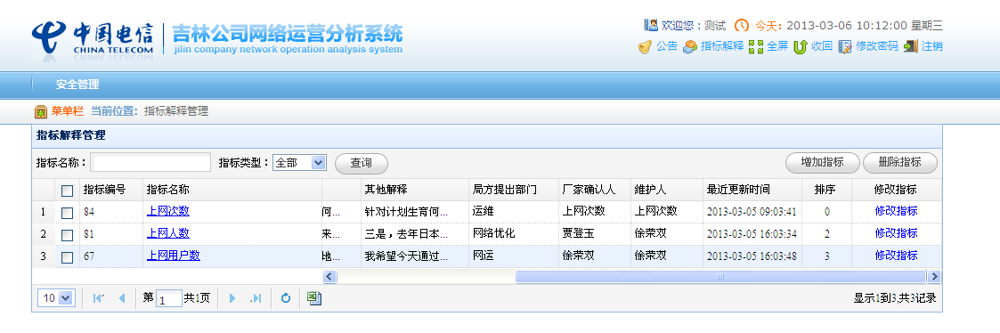 中国电信 吉林公司网络运营分析系统 欢迎您：测试 今天：2013-03-06 10:12:00 星期三
CHINA TELECOM jilin company network operation analysis system 公告 指标解释 全屏 收回 修改密码 注销
安全管理
菜单栏 当前位置：指标解释管理
指标解释管理
指标名称： 指标类型：全部 查询 增加指标 删除指标
指标编号 指标名称 其他解释 局方提出部门 厂家确认人 维护人 最近更新时间 排序 修改指标
1 84 上网次数 何... 针对计划生育何... 运维 上网次数 上网次数 2013-03-05 09:03:41 0 修改指标
2 81 上网人数 来... 三是，去年日本... 网络优化 贾登玉 徐荣双 2013-03-05 16:03:34 2 修改指标
3 67 上网用户数 地... 我希望今天通过... 网运 徐荣双 徐荣双 2013-03-05 16:03:48 3 修改指标
10 第 1 共1页 显示1到3,共3记录